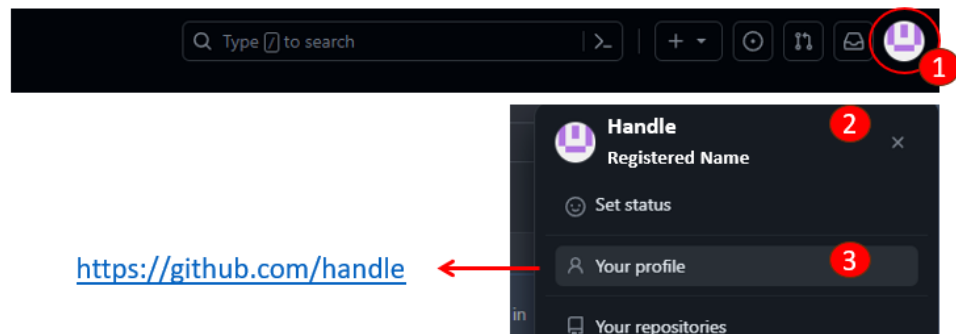 Type / to search
1
Handle
2
Registered Name
Set status
https://github.com/handle
Your profile
3
in
Your repositories